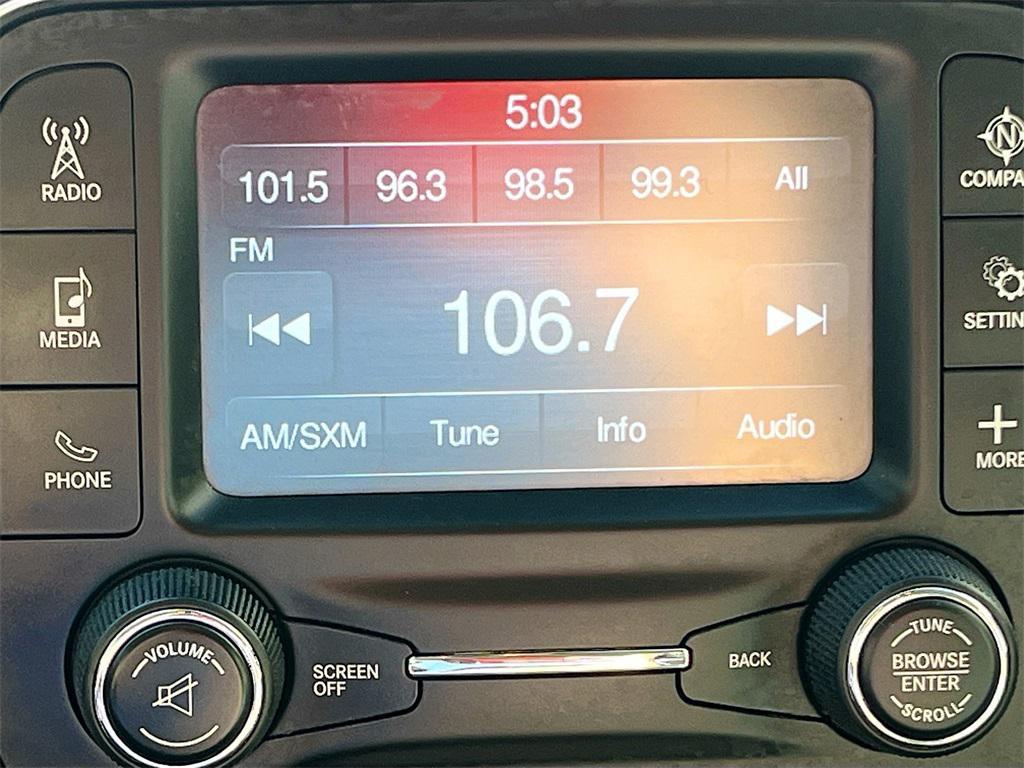 5:03
101.5 96.3 98.5 99.3 All
FM
106.7
AM/SXM Tune Info Audio
RADIO
MEDIA
PHONE
N
COMPA
SETTIN
MORE
VOLUME
SCREEN
OFF
BACK
TUNE
BROWSE
ENTER
SCROLL